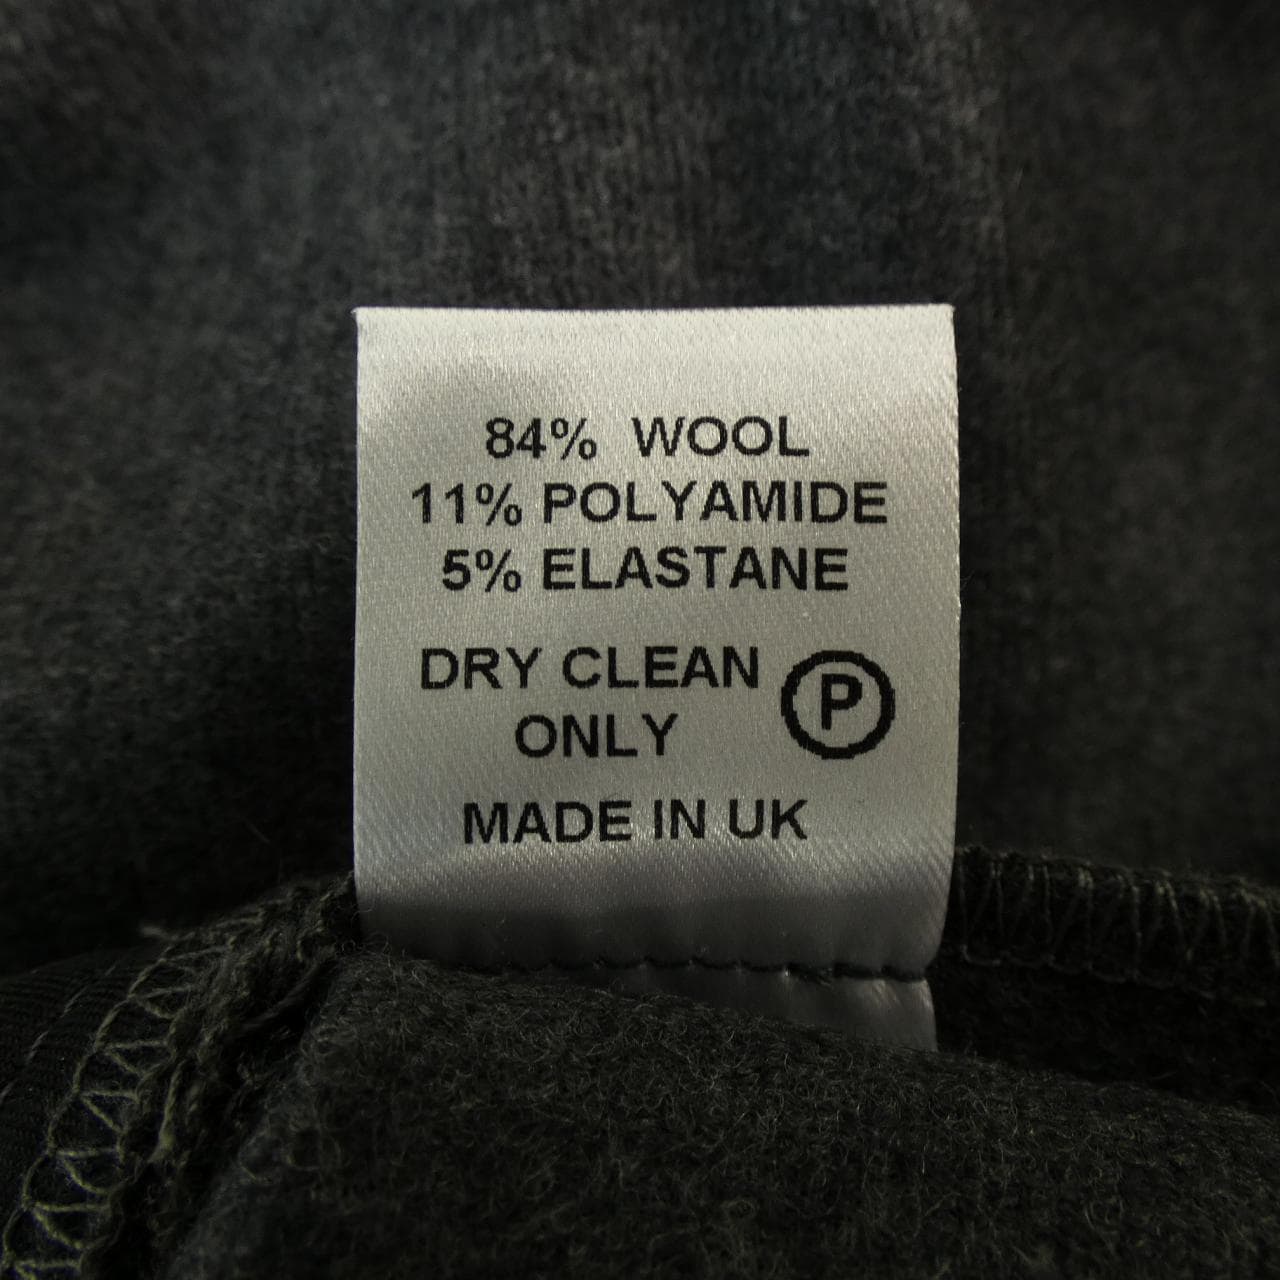 84% WOOL
11% POLYAMIDE
5% ELASTANE
DRY CLEAN
ONLY
P
MADE IN UK